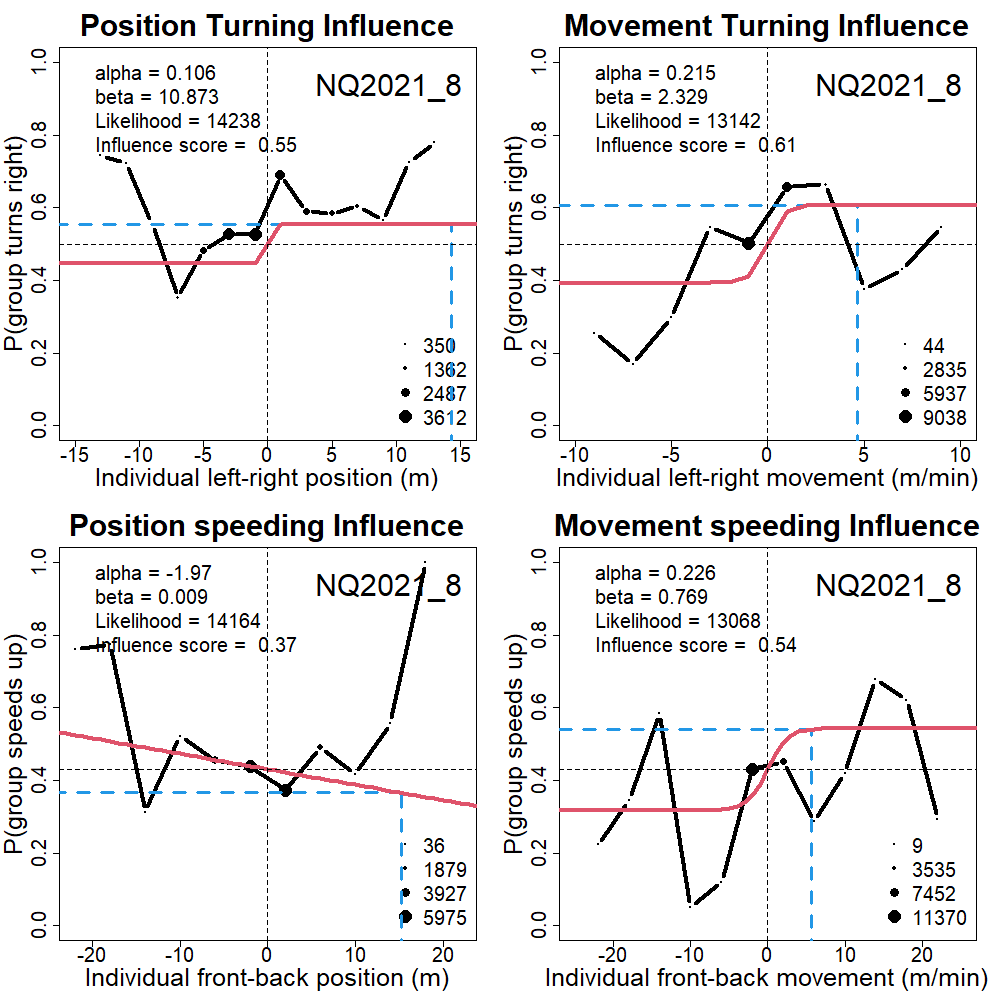 Position Turning Influence
alpha = 0.106
beta = 10.873
Likelihood = 14238
Influence score = 0.55
NQ2021_8
P(group turns right)
0.0 0.2 0.4 0.6 0.8 1.0
350
1362
2487
3612
-15 -10 -5 0 5 10 15
Individual left-right position (m)
Movement Turning Influence
alpha = 0.215
beta = 2.329
Likelihood = 13142
Influence score = 0.61
NQ2021_8
P(group turns right)
0.0 0.2 0.4 0.6 0.8 1.0
44
2835
5937
9038
-10 -5 0 5 10
Individual left-right movement (m/min)
Position speeding Influence
alpha = -1.97
beta = 0.009
Likelihood = 14164
Influence score = 0.37
NQ2021_8
P(group speeds up)
0.0 0.2 0.4 0.6 0.8 1.0
36
1879
3927
5975
-20 -10 0 10 20
Individual front-back position (m)
Movement speeding Influence
alpha = 0.226
beta = 0.769
Likelihood = 13068
Influence score = 0.54
NQ2021_8
P(group speeds up)
0.0 0.2 0.4 0.6 0.8 1.0
9
3535
7452
11370
-20 -10 0 10 20
Individual front-back movement (m/min)